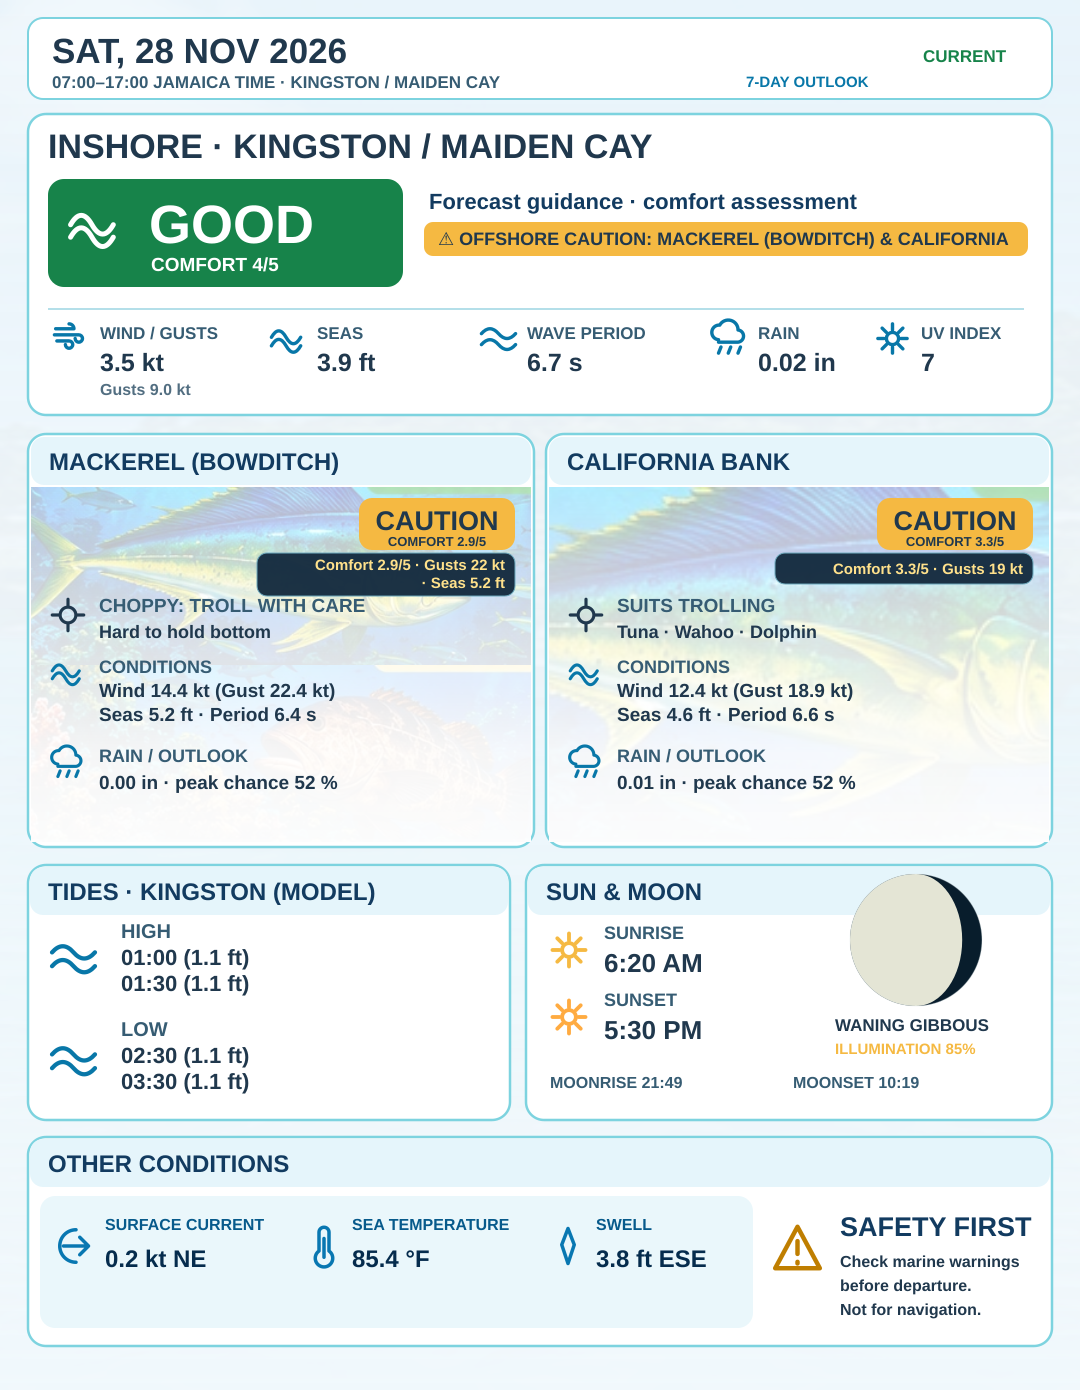 SAT, 28 NOV 2026
07:00–17:00 JAMAICA TIME · KINGSTON / MAIDEN CAY
7-DAY OUTLOOK
CURRENT
INSHORE · KINGSTON / MAIDEN CAY
GOOD
COMFORT 4/5
Forecast guidance · comfort assessment
⚠ OFFSHORE CAUTION: MACKEREL (BOWDITCH) & CALIFORNIA
WIND / GUSTS
3.5 kt
Gusts 9.0 kt
SEAS
3.9 ft
WAVE PERIOD
6.7 s
RAIN
0.02 in
UV INDEX
7
MACKEREL (BOWDITCH)
CAUTION
COMFORT 2.9/5
Comfort 2.9/5 · Gusts 22 kt
· Seas 5.2 ft
CHOPPY: TROLL WITH CARE
Hard to hold bottom
CONDITIONS
Wind 14.4 kt (Gust 22.4 kt)
Seas 5.2 ft · Period 6.4 s
RAIN / OUTLOOK
0.00 in · peak chance 52 %
CALIFORNIA BANK
CAUTION
COMFORT 3.3/5
Comfort 3.3/5 · Gusts 19 kt
SUITS TROLLING
Tuna · Wahoo · Dolphin
CONDITIONS
Wind 12.4 kt (Gust 18.9 kt)
Seas 4.6 ft · Period 6.6 s
RAIN / OUTLOOK
0.01 in · peak chance 52 %
TIDES · KINGSTON (MODEL)
HIGH
01:00 (1.1 ft)
01:30 (1.1 ft)
LOW
02:30 (1.1 ft)
03:30 (1.1 ft)
SUN & MOON
SUNRISE
6:20 AM
SUNSET
5:30 PM
WANING GIBBOUS
ILLUMINATION 85%
MOONRISE 21:49
MOONSET 10:19
OTHER CONDITIONS
SURFACE CURRENT
0.2 kt NE
SEA TEMPERATURE
85.4 °F
SWELL
3.8 ft ESE
SAFETY FIRST
Check marine warnings
before departure.
Not for navigation.